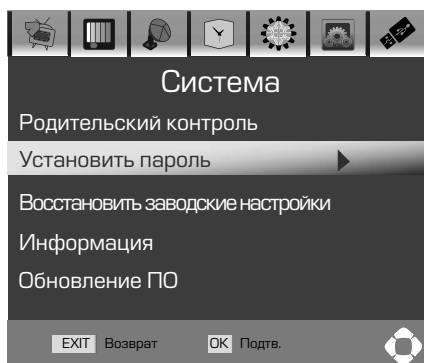 Система
Родительский контроль
Установить пароль
Восстановить заводские настройки
Информация
Обновление ПО
EXIT Возврат OK Подтв.